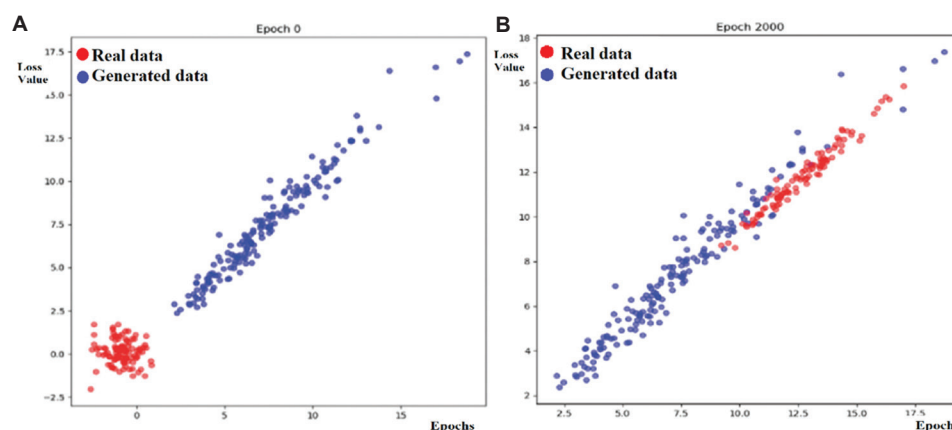 A
Epoch 0
Real data
Generated data
Loss
Value
17.5
.5.0
12.5
10.0
7.5
5.0
2.5
0.0
−2.5
0
5
10
15
Epochs
B
Epoch 2000
Real data
Generated data
Loss
Value
18
16
14
12
10
8
6
4
2
2.5
5.0
7.5
10.0
12.5
15.0
17.5
Epoch